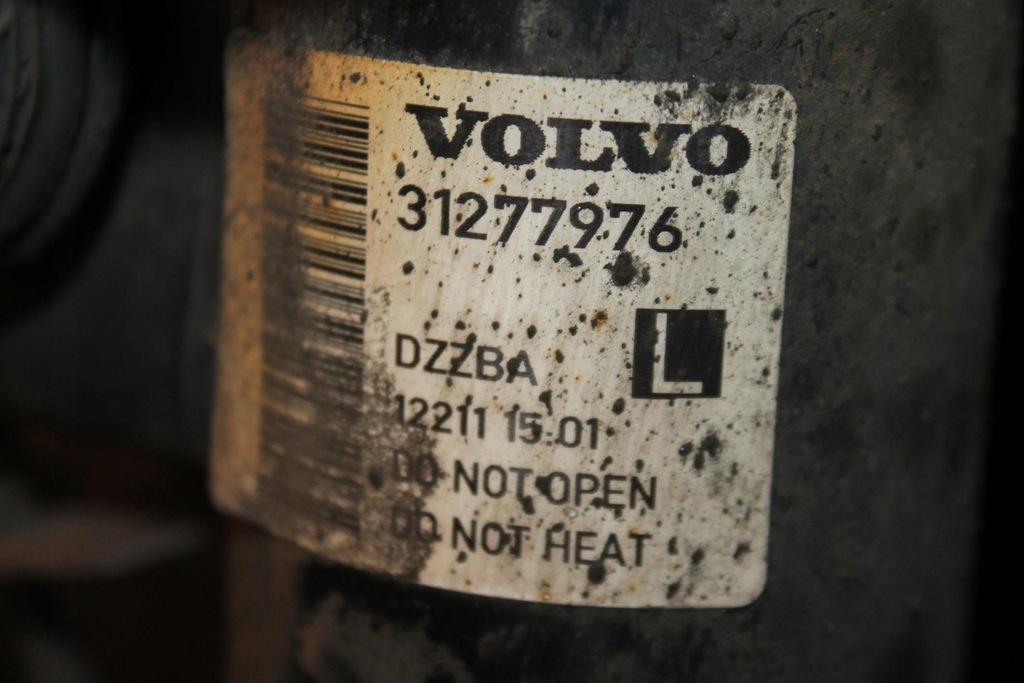 VOLVO
31277976
L
DZZBA
12211 15:01
DO NOT OPEN
DO NOT HEAT